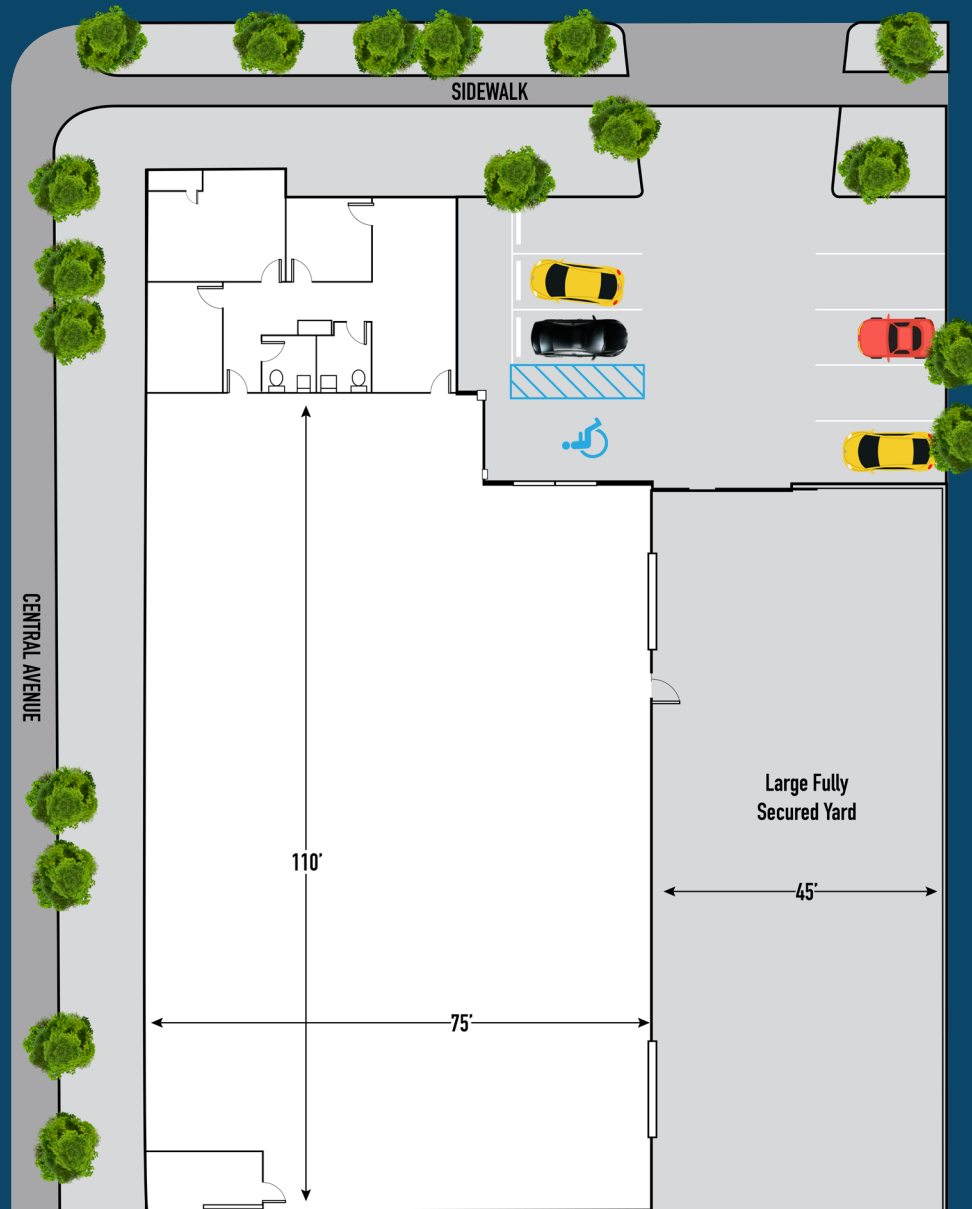 SIDEWALK
CENTRAL AVENUE
Large Fully
Secured Yard
110′
45′
75′